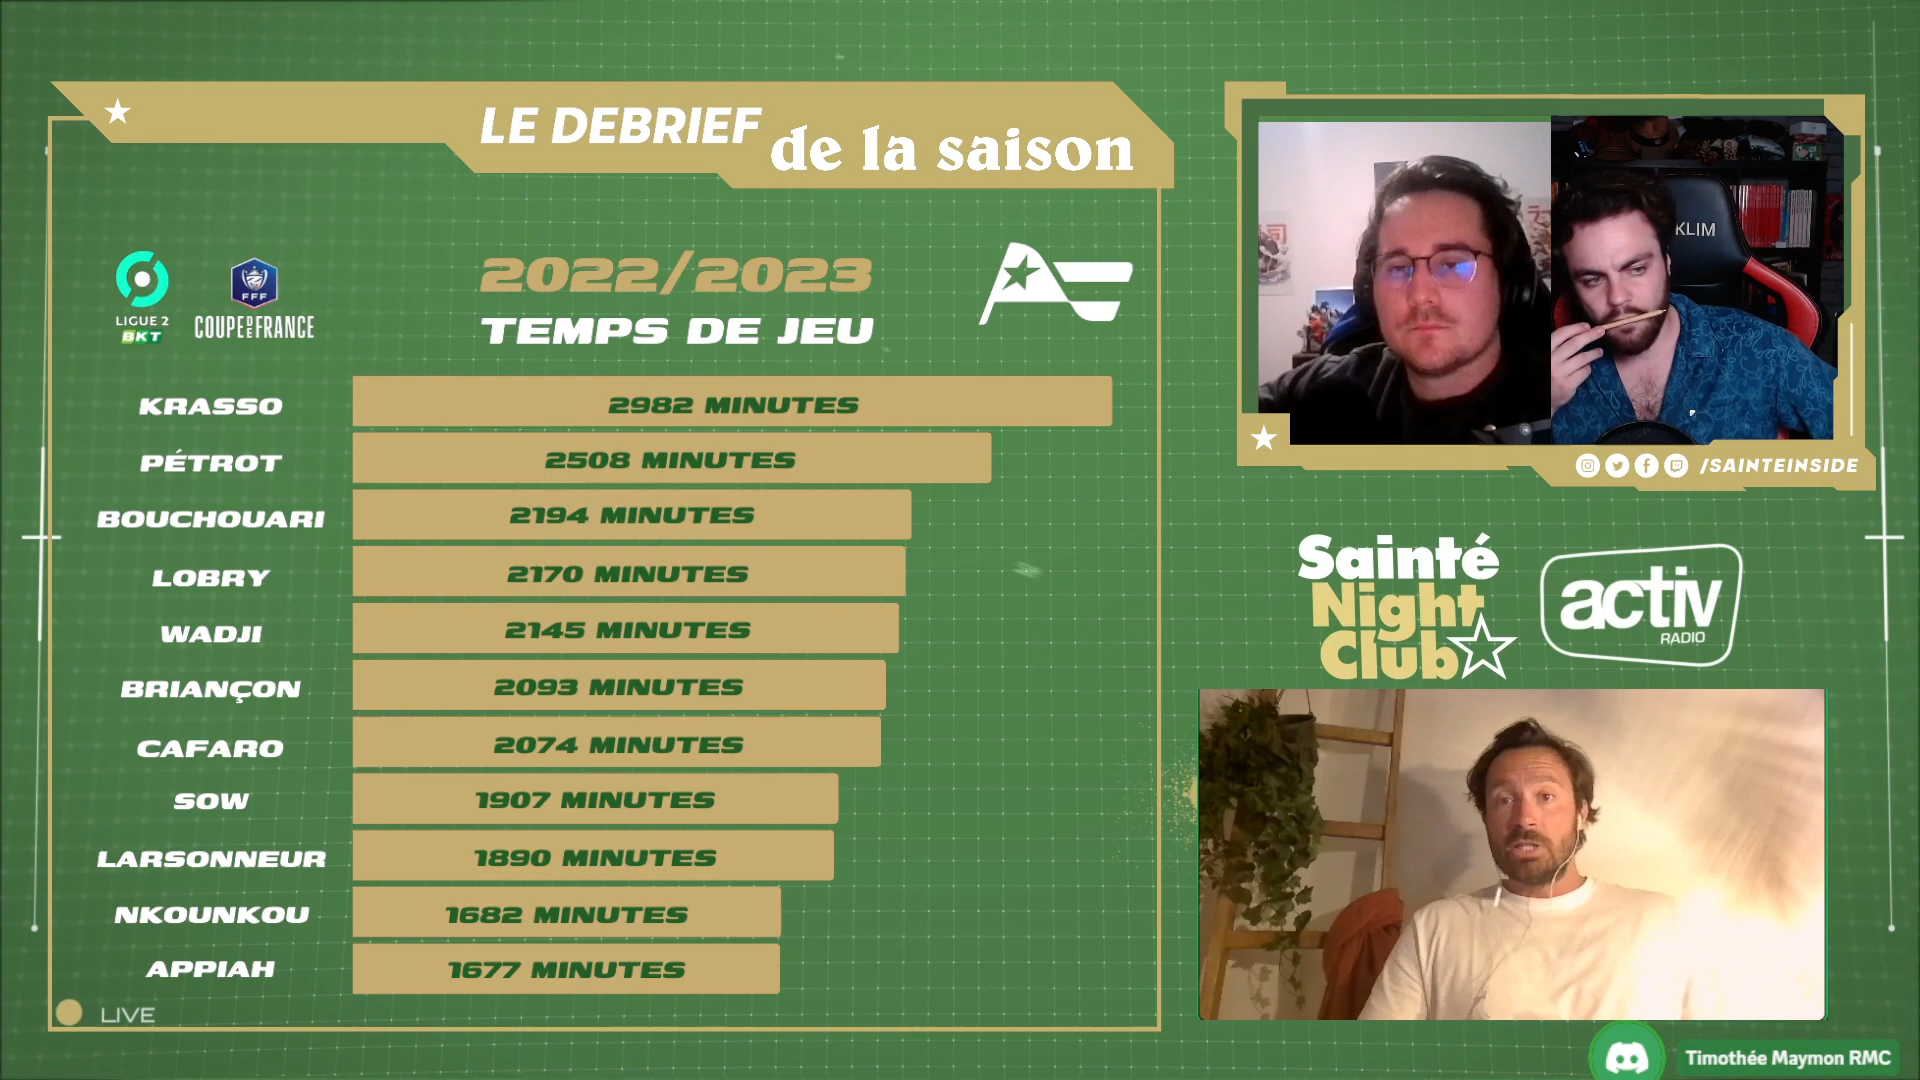 LE DEBRIEF de la saison
LIGUE 2
BKT
FFF
COUPE DE FRANCE
2022/2023
TEMPS DE JEU
KRASSO 2982 MINUTES
PÉTROT 2508 MINUTES
BOUCHOUARI 2194 MINUTES
LOBRY 2170 MINUTES
WADJI 2145 MINUTES
BRIANÇON 2093 MINUTES
CAFARO 2074 MINUTES
SOW 1907 MINUTES
LARSONNEUR 1890 MINUTES
NKOUNKOU 1682 MINUTES
APPIAH 1677 MINUTES
LIVE
KLIM
/SAINTEINSIDE
Sainté
Night
Club
activ
RADIO
Timothée Maymon RMC